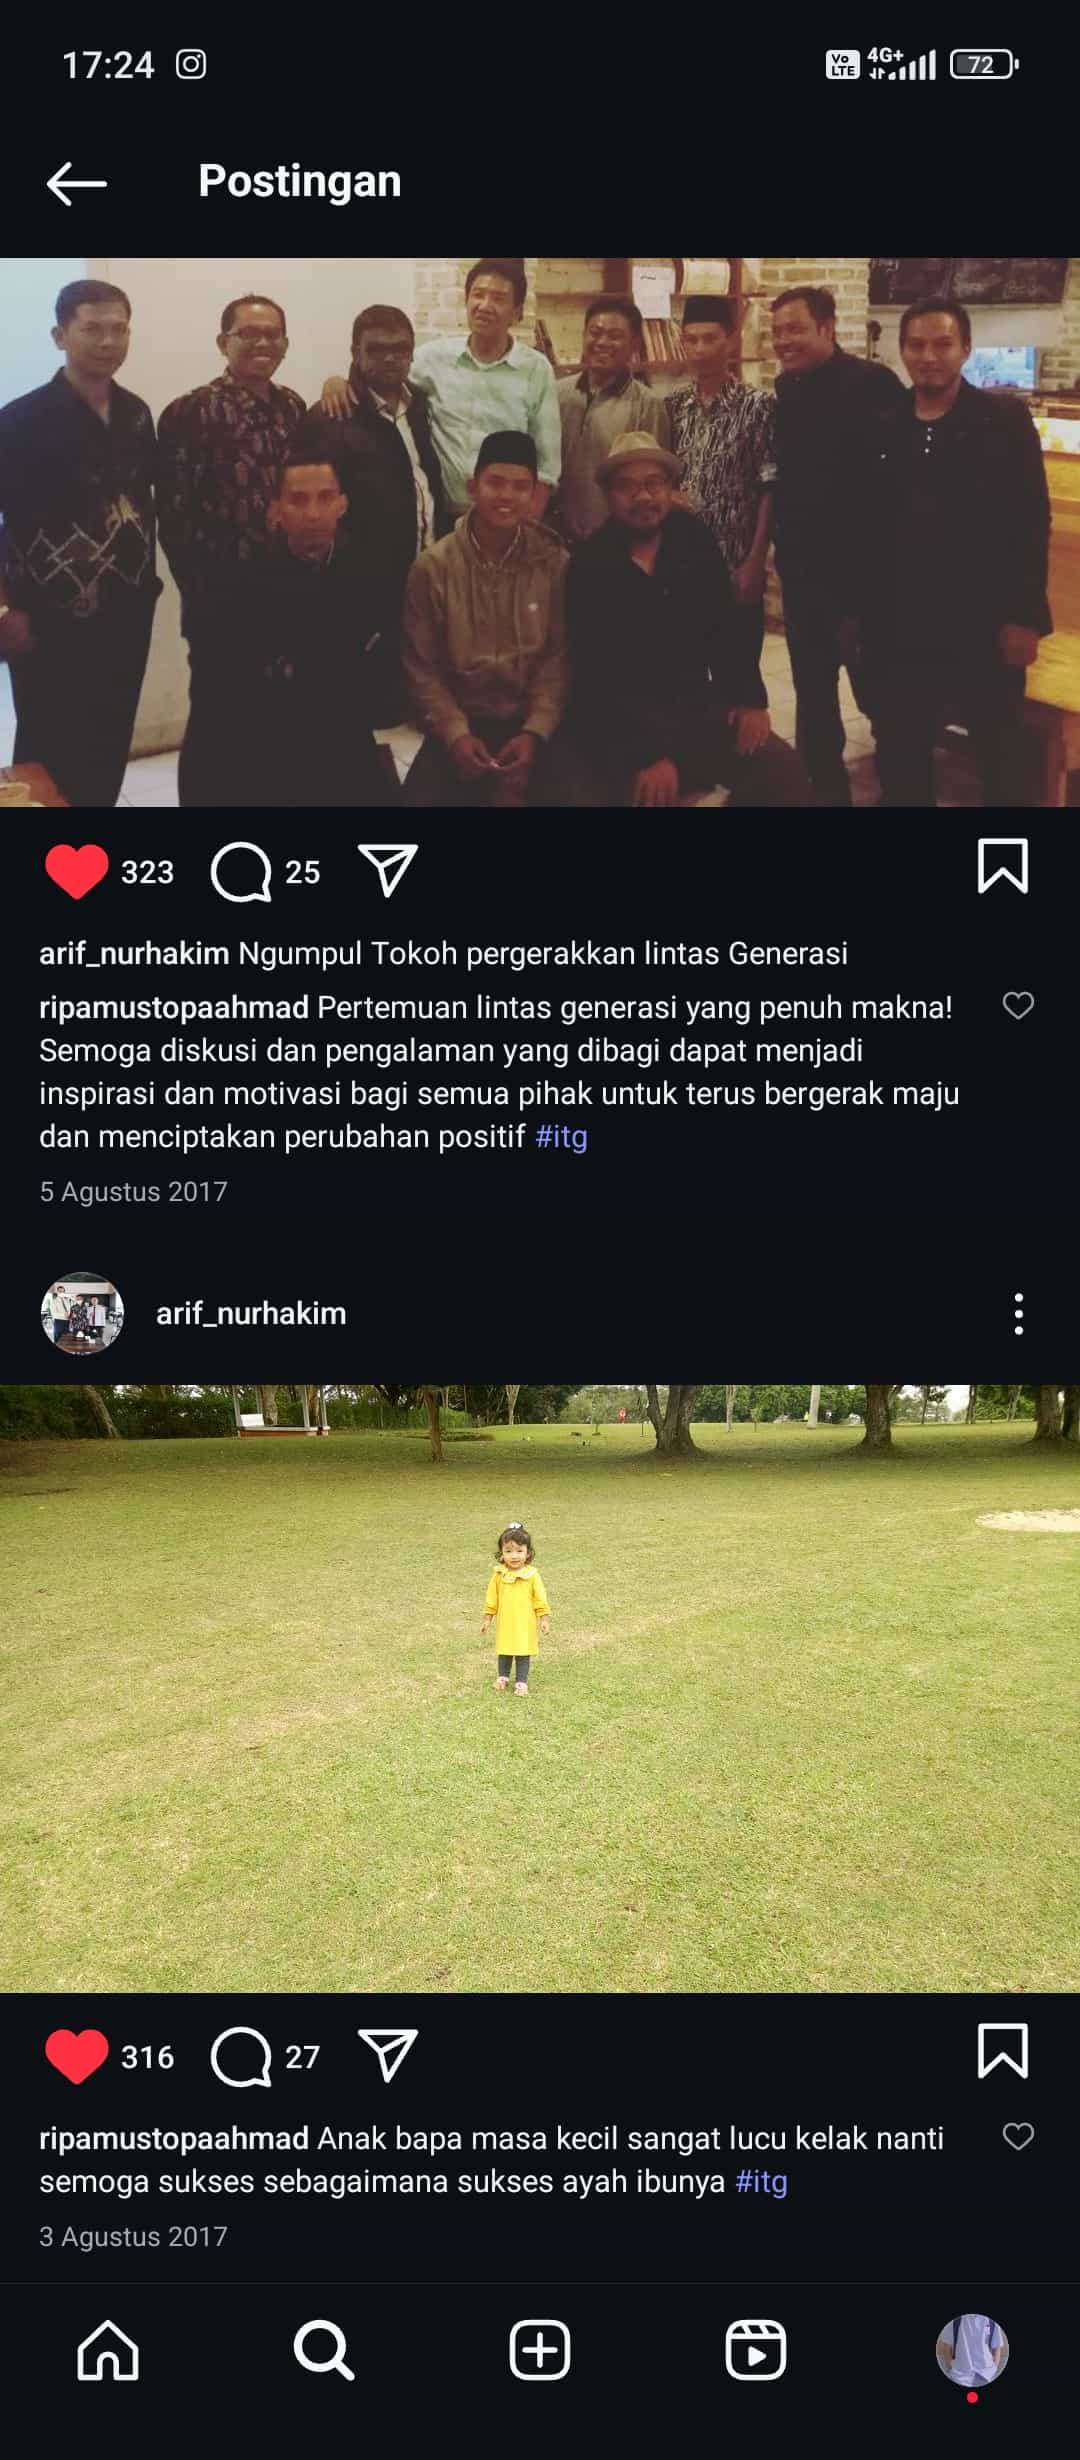 17:24
Vo LTE 4G+ 72
Postingan
323 25
arif_nurhakim Ngumpul Tokoh pergerakkan lintas Generasi
ripamustopaahmad Pertemuan lintas generasi yang penuh makna!
Semoga diskusi dan pengalaman yang dibagi dapat menjadi
inspirasi dan motivasi bagi semua pihak untuk terus bergerak maju
dan menciptakan perubahan positif #itg
5 Agustus 2017
arif_nurhakim
316 27
ripamustopaahmad Anak bapa masa kecil sangat lucu kelak nanti
semoga sukses sebagaimana sukses ayah ibunya #itg
3 Agustus 2017